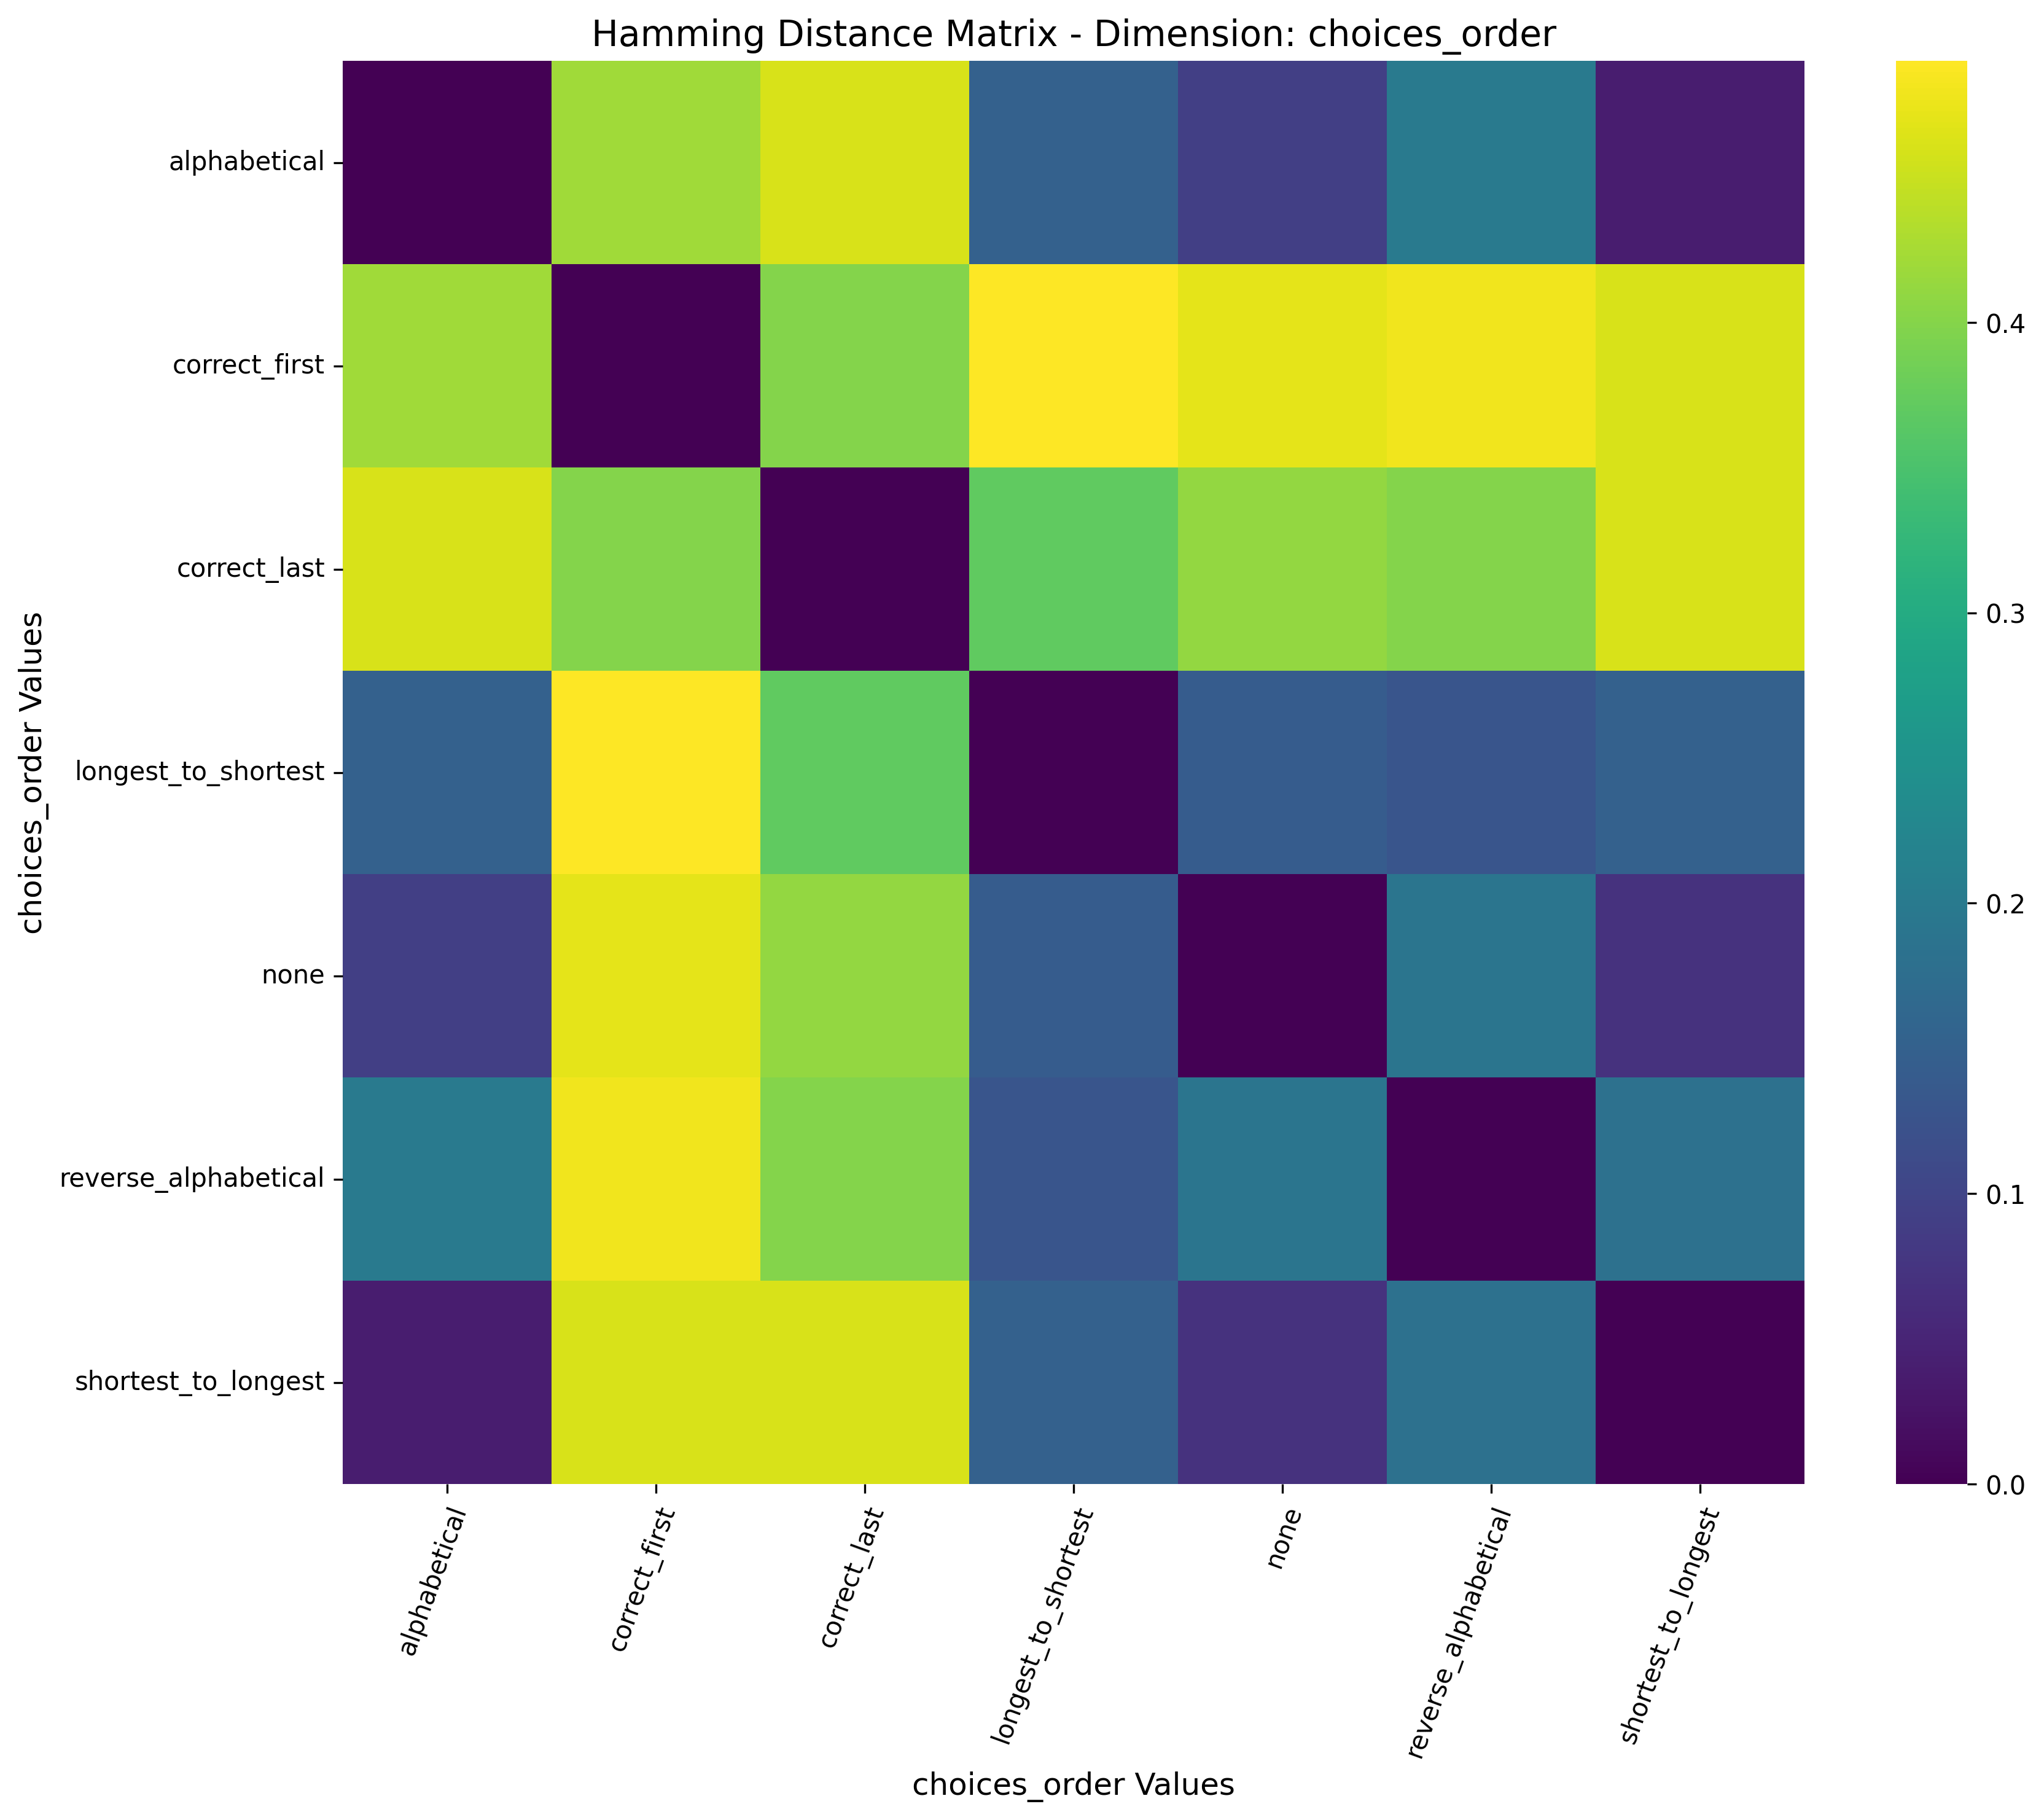 Hamming Distance Matrix - Dimension: choices_order
choices_order Values
alphabetical
correct_first
correct_last
longest_to_shortest
none
reverse_alphabetical
shortest_to_longest
alphabetical
correct_first
correct_last
longest_to_shortest
none
reverse_alphabetical
shortest_to_longest
choices_order Values
0.4
0.3
0.2
0.1
0.0